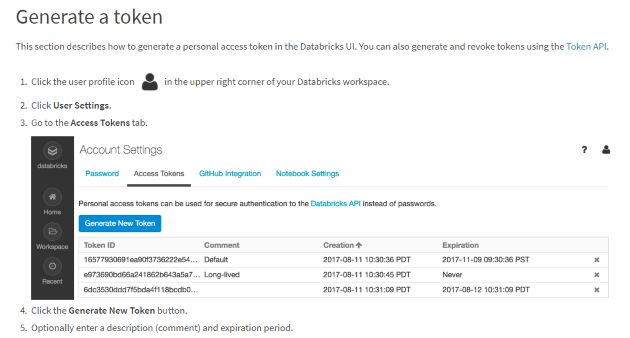 Generate a token
This section describes how to generate a personal access token in the Databricks UI. You can also generate and revoke tokens using the Token API.
1. Click the user profile icon in the upper right corner of your Databricks workspace.
2. Click User Settings.
3. Go to the Access Tokens tab.
databricks
Home
Workspace
Recent
Account Settings
?
Password Access Tokens GitHub Integration Notebook Settings
Personal access tokens can be used for secure authentication to the Databricks API instead of passwords.
Generate New Token
Token ID Comment Creation Expiration
16577930691ea90f3736222e54... Default 2017-08-11 10:30:36 PDT 2017-11-09 09:30:36 PST
e973690bd66a241862b643a5a7... Long-lived 2017-08-11 10:30:45 PDT Never
6dc3530ddd7f5bda4f118bcdb0... 2017-08-11 10:31:09 PDT 2017-08-12 10:31:09 PDT
4. Click the Generate New Token button.
5. Optionally enter a description (comment) and expiration period.